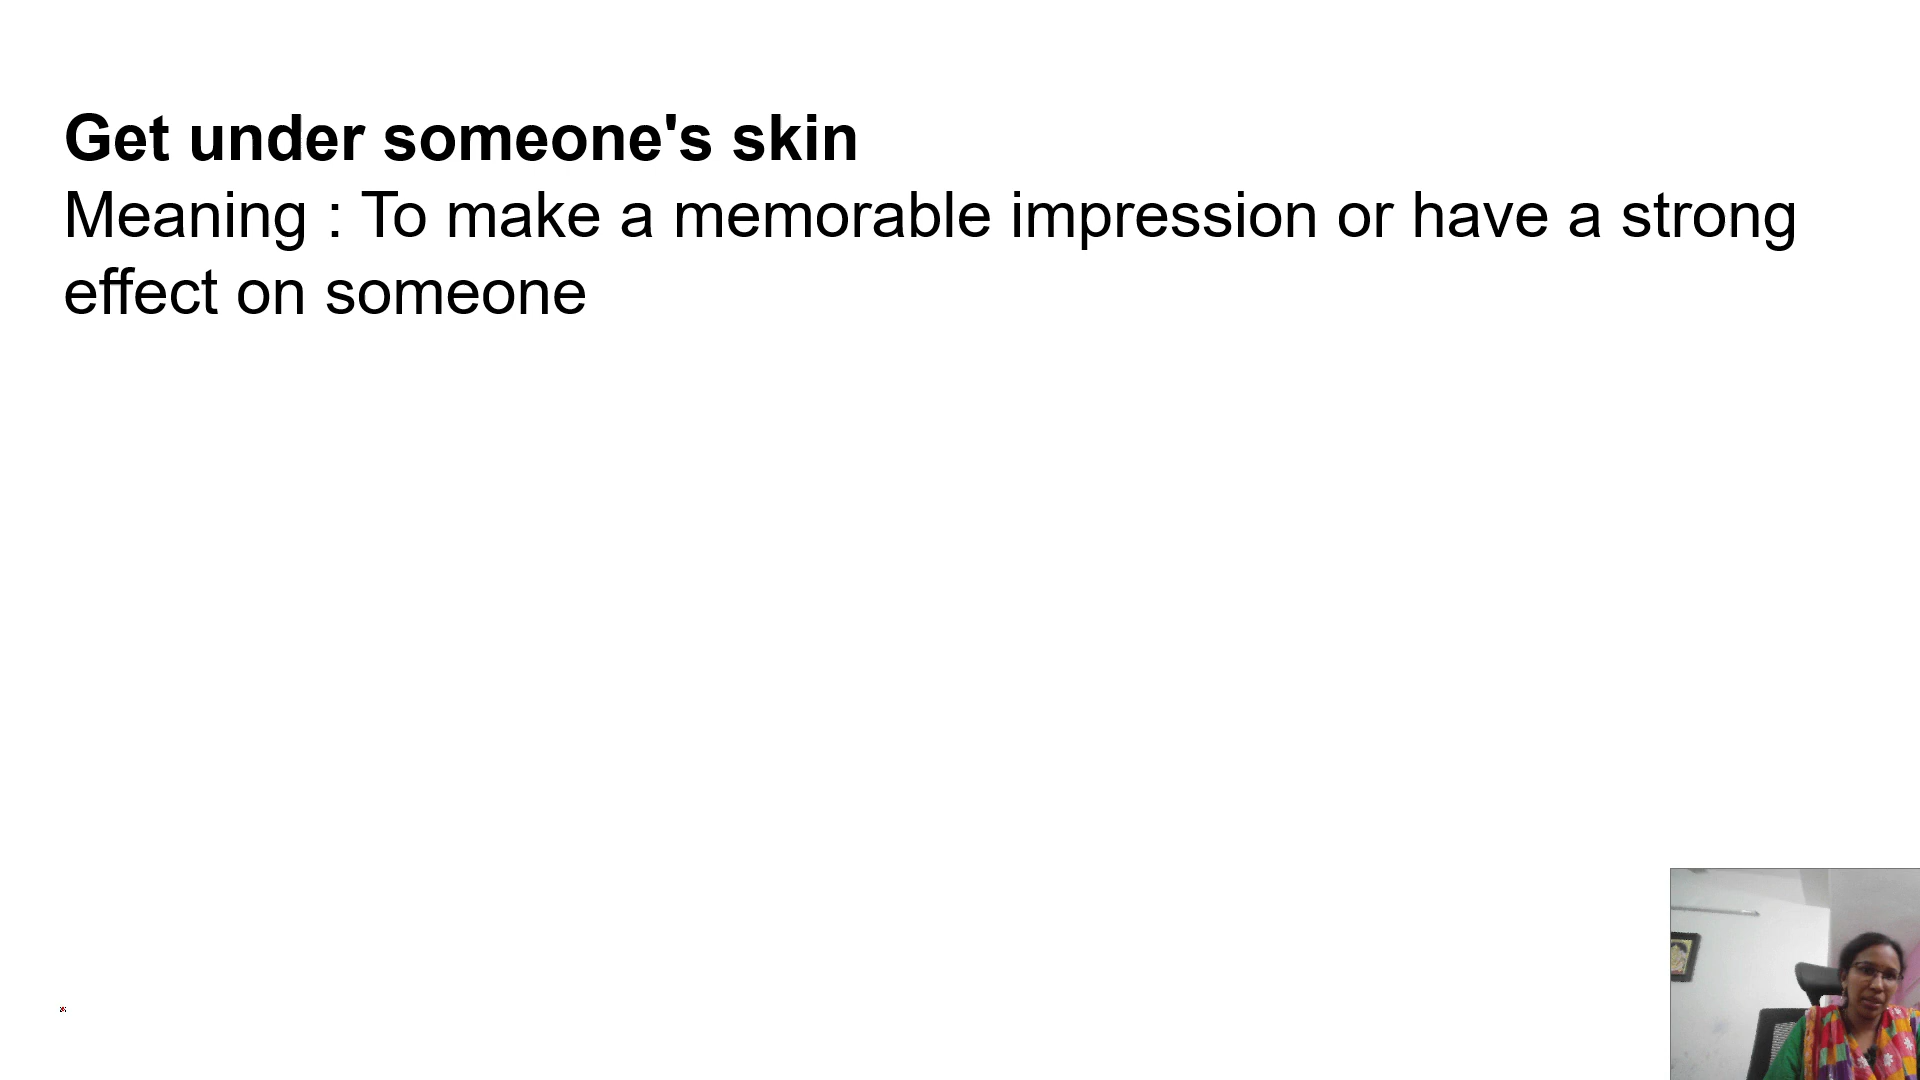 Get under someone's skin
Meaning : To make a memorable impression or have a strong
effect on someone